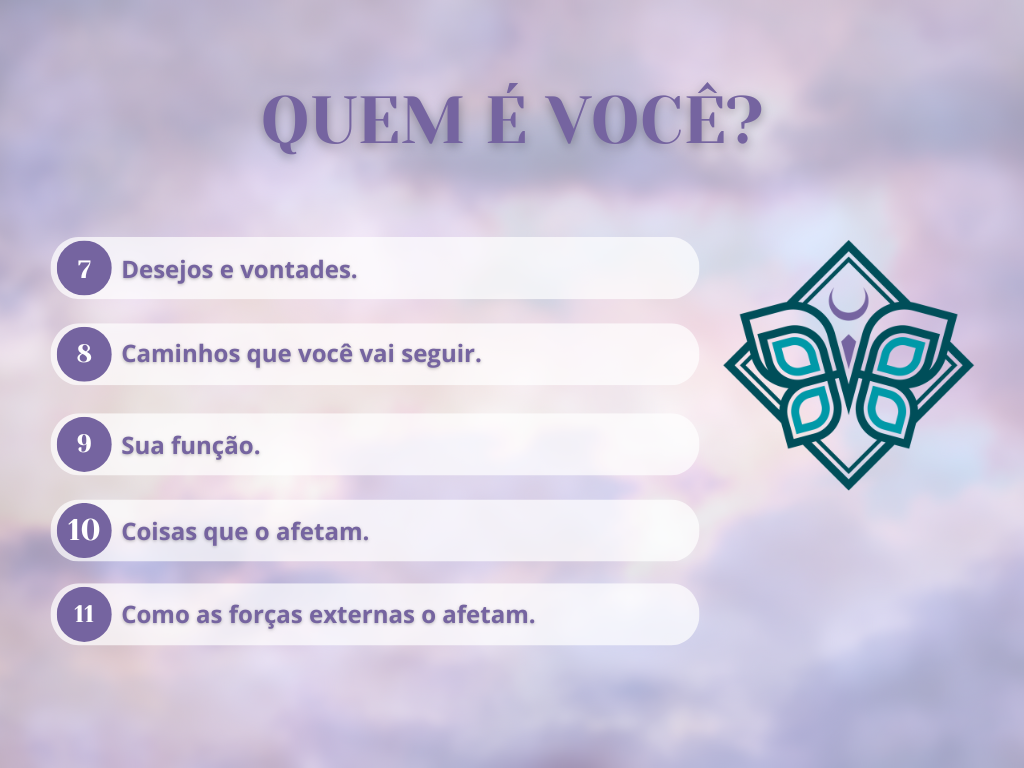 QUEM É VOCÊ?
7 Desejos e vontades.
8 Caminhos que você vai seguir.
9 Sua função.
10 Coisas que o afetam.
11 Como as forças externas o afetam.